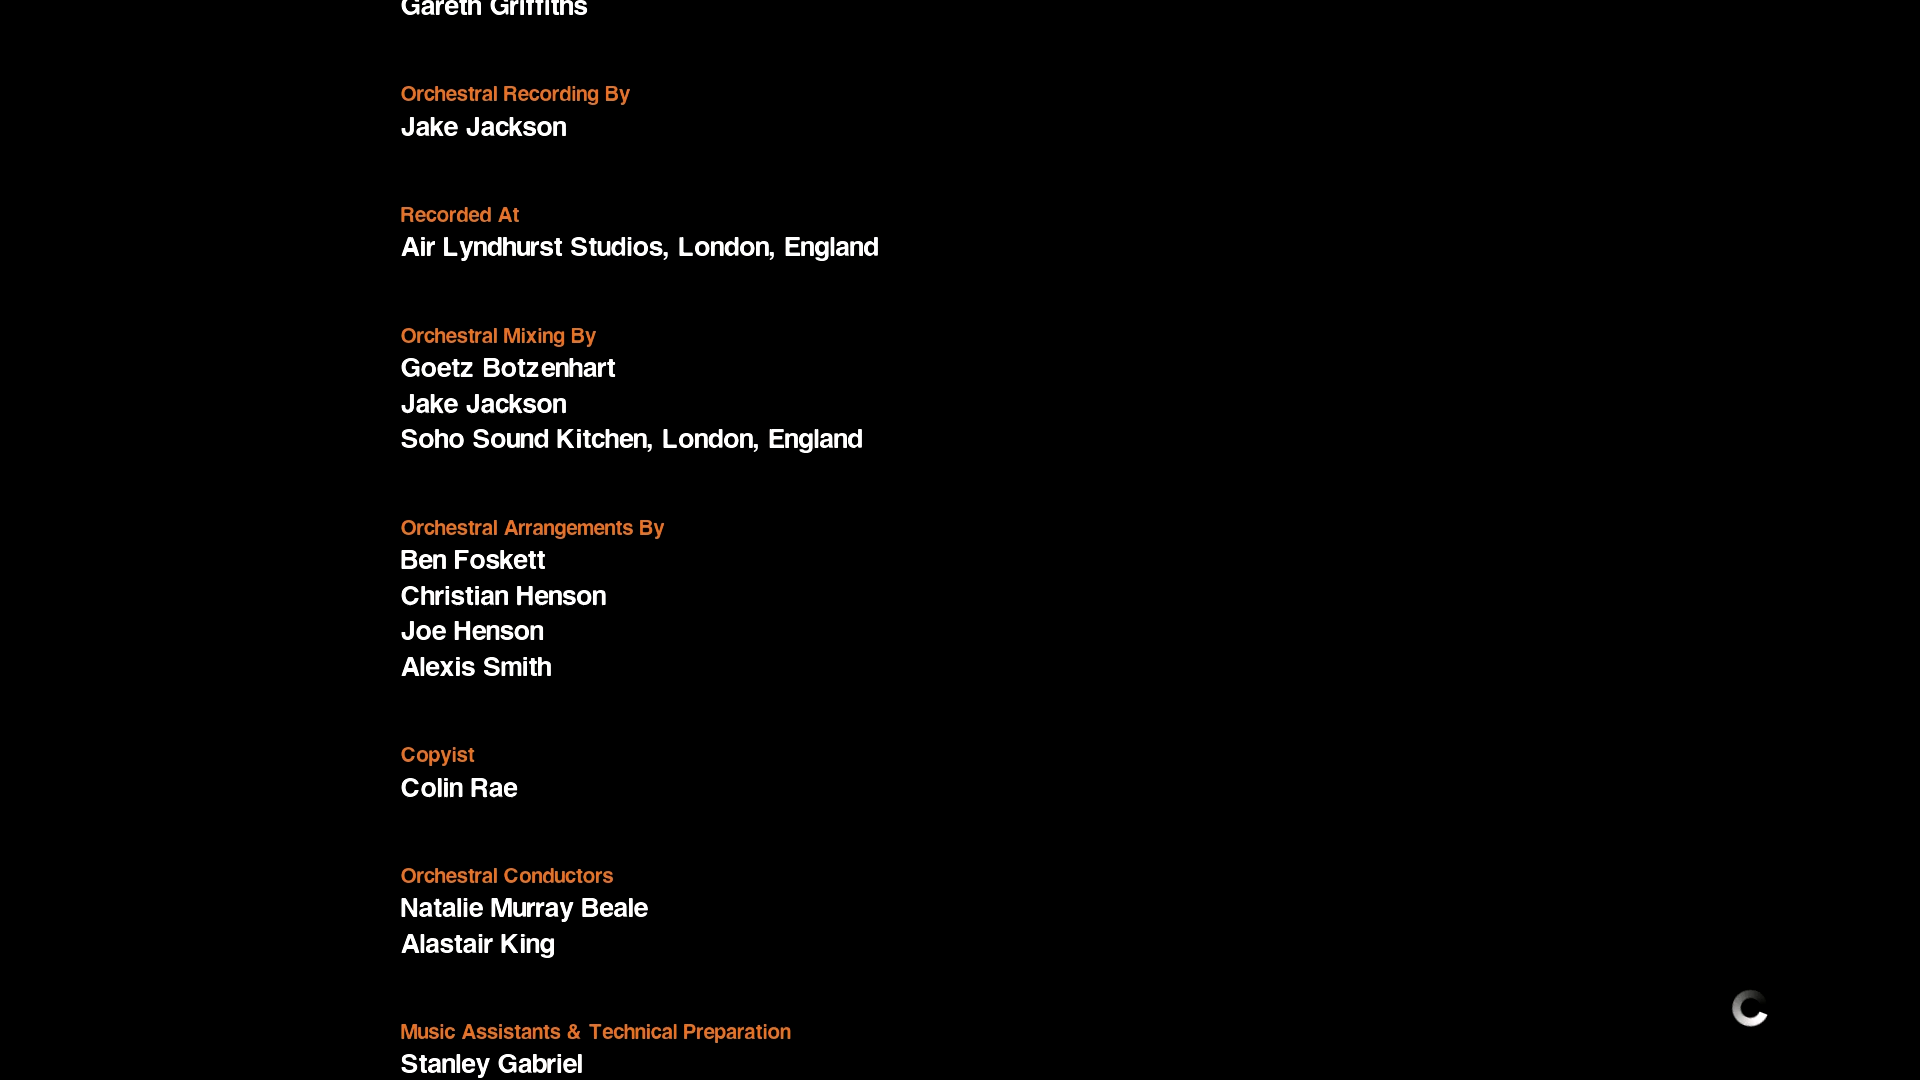 Gareth Griffiths
Orchestral Recording By
Jake Jackson
Recorded At
Air Lyndhurst Studios, London, England
Orchestral Mixing By
Goetz Botzenhart
Jake Jackson
Soho Sound Kitchen, London, England
Orchestral Arrangements By
Ben Foskett
Christian Henson
Joe Henson
Alexis Smith
Copyist
Colin Rae
Orchestral Conductors
Natalie Murray Beale
Alastair King
Music Assistants & Technical Preparation
Stanley Gabriel